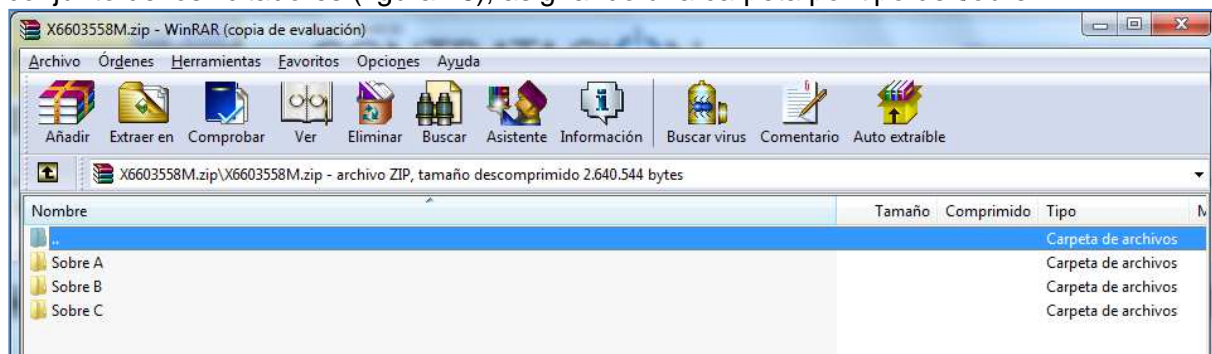 X6603558M.zip - WinRAR (copia de evaluación)
Archivo Órdenes Herramientas Favoritos Opciones Ayuda
Añadir Extraer en Comprobar Ver Eliminar Buscar Asistente Información Buscar virus Comentario Auto extraíble
X6603558M.zip\X6603558M.zip - archivo ZIP, tamaño descomprimido 2.640.544 bytes
Nombre Tamaño Comprimido Tipo
.. Carpeta de archivos
Sobre A Carpeta de archivos
Sobre B Carpeta de archivos
Sobre C Carpeta de archivos